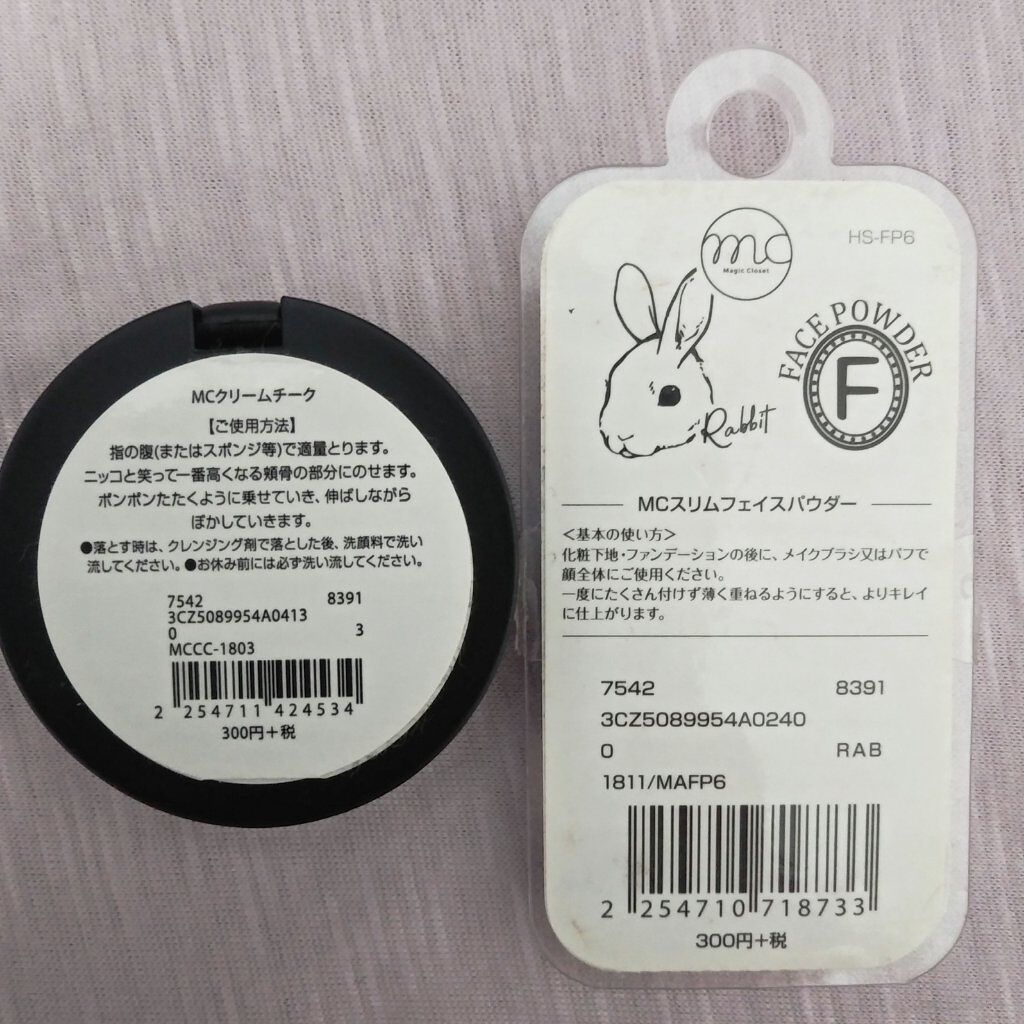 MCクリームチーク
【ご使用方法】
指の腹(またはスポンジ等)で適量とります。
ニッコと笑って一番高くなる頬骨の部分にのせます。
ポンポンたたくように乗せていき、伸ばしながら
ぼかしていきます。
●落とす時は、クレンジング剤で落とした後、洗顔料で洗い
流してください。●お休み前には必ず洗い流してください。
7542 8391
3CZ5089954A0413
0 3
MCCC-1803
2 254711 424534
300円+税
mc
Magic Closet
HS-FP6
FACE POWDER
F
Rabbit
MCスリムフェイスパウダー
<基本の使い方>
化粧下地・ファンデーションの後に、メイクブラシ又はパフで
顔全体にご使用ください。
一度にたくさん付けず薄く重ねるようにすると、よりキレイ
に仕上がります。
7542 8391
3CZ5089954A0240
0 RAB
1811/MAFP6
2 254710 718733
300円+税